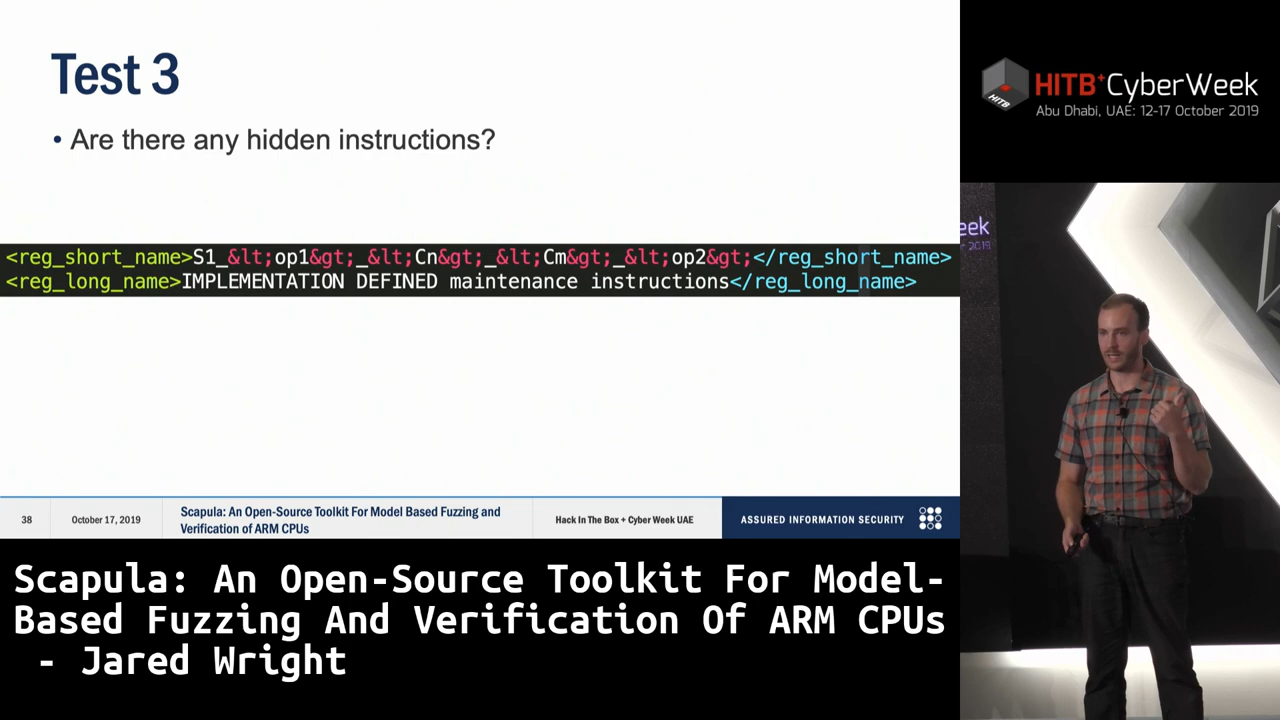 Test 3
• Are there any hidden instructions?
<reg_short_name>S1_&lt;op1&gt;_&lt;Cn&gt;_&lt;Cm&gt;_&lt;op2&gt;</reg_short_name>
<reg_long_name>IMPLEMENTATION DEFINED maintenance instructions</reg_long_name>
38
October 17, 2019
Scapula: An Open-Source Toolkit For Model Based Fuzzing and
Verification of ARM CPUs
Hack In The Box + Cyber Week UAE
ASSURED INFORMATION SECURITY
HITB
HITB+CyberWeek
Abu Dhabi, UAE: 12-17 October 2019
eek
2019
Scapula: An Open-Source Toolkit For Model-
Based Fuzzing And Verification Of ARM CPUs
- Jared Wright